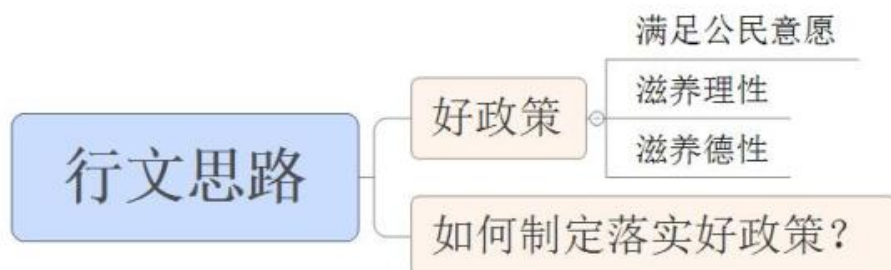 行文思路
好政策
满足公民意愿
滋养理性
滋养德性
如何制定落实好政策？